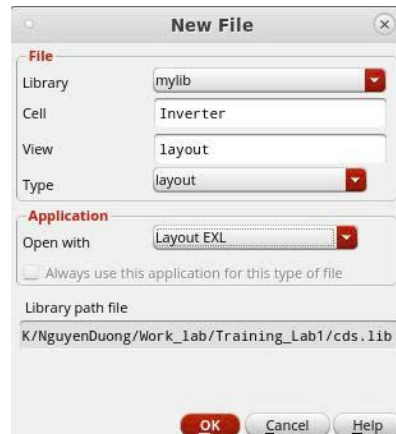 New File
File
Library mylib
Cell Inverter
View layout
Type layout
Application
Open with Layout EXL
Always use this application for this type of file
Library path file
K/NguyenDuong/Work_lab/Training_Lab1/cds.lib
OK Cancel Help